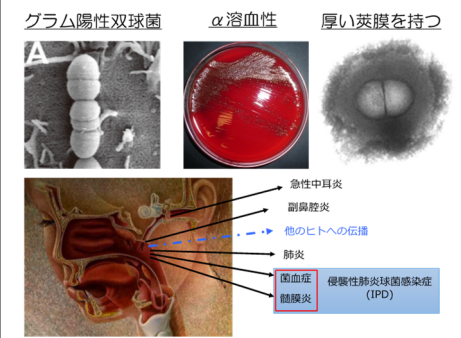 グラム陽性双球菌
α溶血性
厚い莢膜を持つ
A
急性中耳炎
副鼻腔炎
他のヒトへの伝播
肺炎
菌血症
髄膜炎
侵襲性肺炎球菌感染症
(IPD)